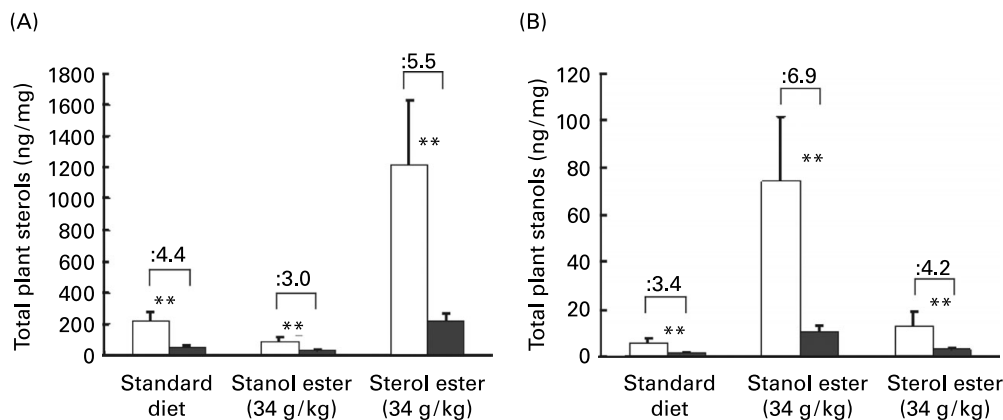 (A)
Total plant sterols (ng/mg)
1800
1600
1400
1200
1000
800
600
400
200
0
:4.4
**
:3.0
**
:5.5
**
Standard diet
Stanol ester (34 g/kg)
Sterol ester (34 g/kg)
(B)
Total plant stanols (ng/mg)
120
100
80
60
40
20
0
:3.4
**
:6.9
**
:4.2
**
Standard diet
Stanol ester (34 g/kg)
Sterol ester (34 g/kg)